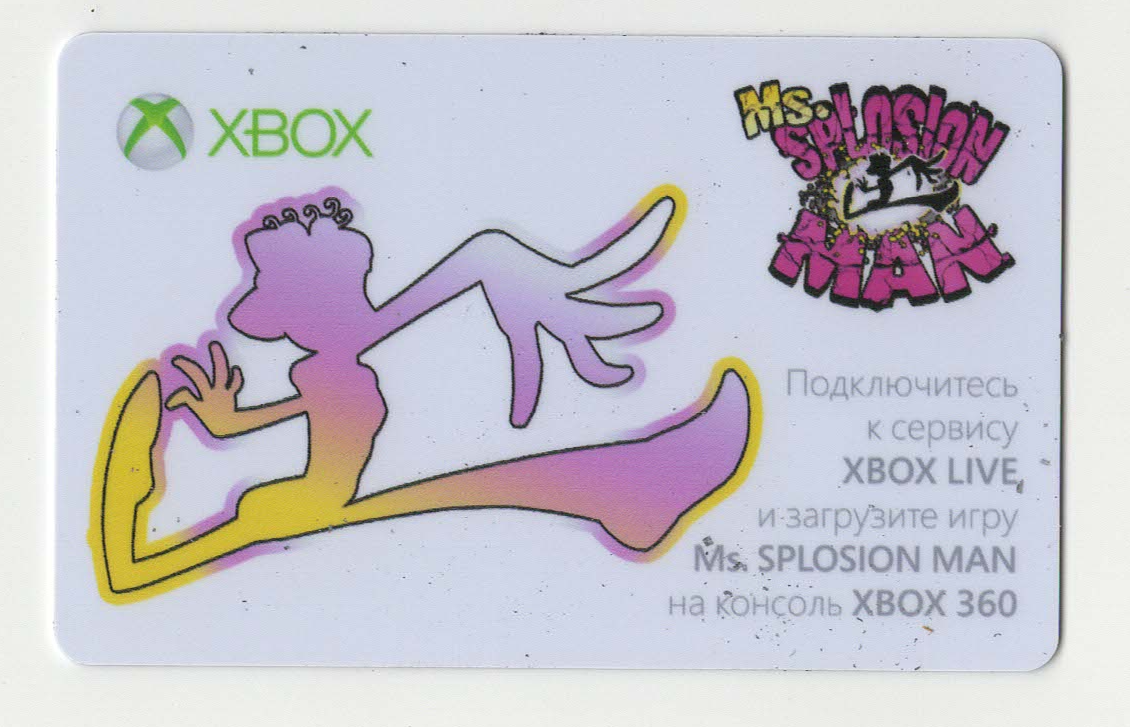 XBOX
Ms.
SPLOSION
MAN
Подключитесь
к сервису
XBOX LIVE,
и загрузите игру
Ms. SPLOSION MAN
на консоль XBOX 360